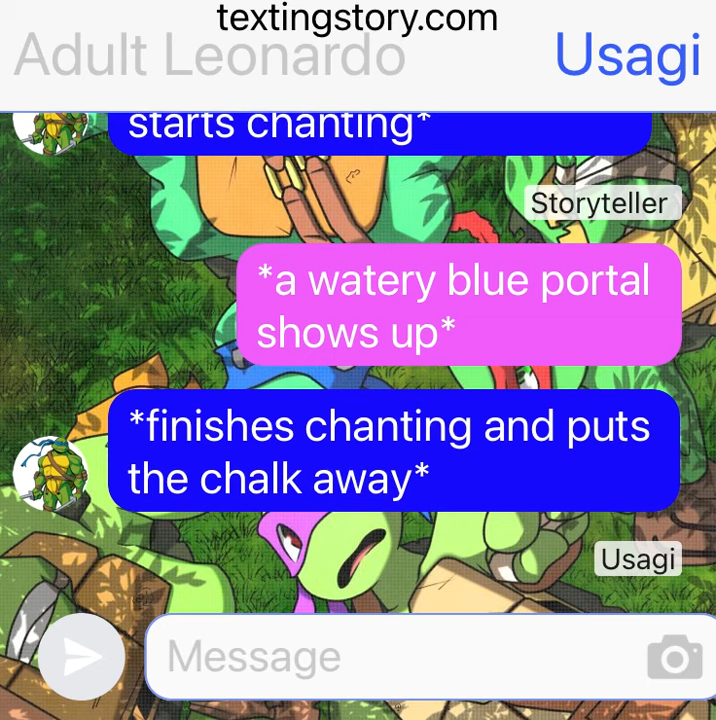 textingstory.com
Adult Leonardo
Usagi
starts chanting*
Storyteller
*a watery blue portal
shows up*
*finishes chanting and puts
the chalk away*
Usagi
Message